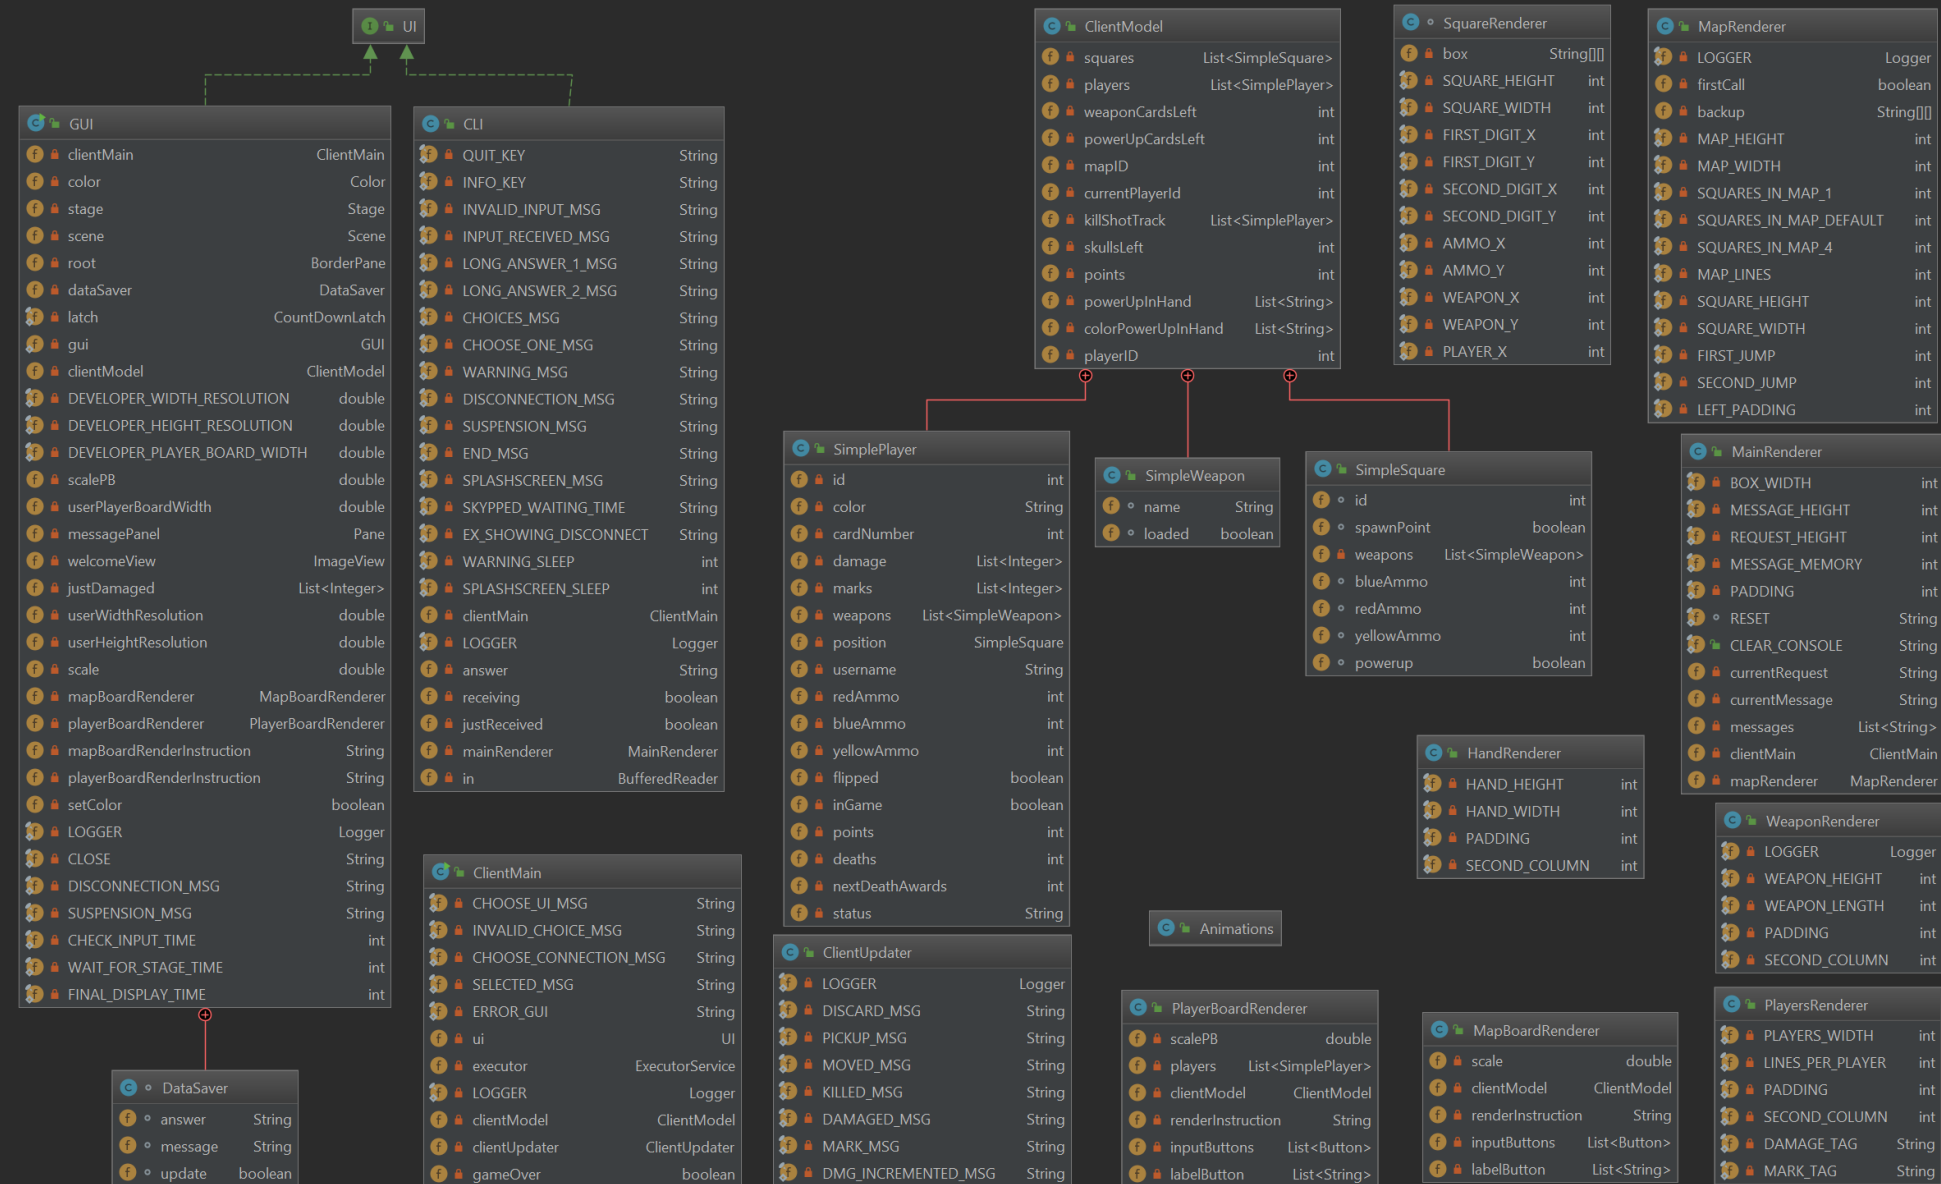 UI
GUI
clientMain ClientMain
color Color
stage Stage
scene Scene
root BorderPane
dataSaver DataSaver
latch CountDownLatch
gui GUI
clientModel ClientModel
DEVELOPER_WIDTH_RESOLUTION double
DEVELOPER_HEIGHT_RESOLUTION double
DEVELOPER_PLAYER_BOARD_WIDTH double
scalePB double
userPlayerBoardWidth double
messagePanel Pane
welcomeView ImageView
justDamaged List<Integer>
userWidthResolution double
userHeightResolution double
scale double
mapBoardRenderer MapBoardRenderer
playerBoardRenderer PlayerBoardRenderer
mapBoardRenderInstruction String
playerBoardRenderInstruction String
setColor boolean
LOGGER Logger
CLOSE String
DISCONNECTION_MSG String
SUSPENSION_MSG String
CHECK_INPUT_TIME int
WAIT_FOR_STAGE_TIME int
FINAL_DISPLAY_TIME int
DataSaver
answer String
message String
update boolean
CLI
QUIT_KEY String
INFO_KEY String
INVALID_INPUT_MSG String
INPUT_RECEIVED_MSG String
LONG_ANSWER_1_MSG String
LONG_ANSWER_2_MSG String
CHOICES_MSG String
CHOOSE_ONE_MSG String
WARNING_MSG String
DISCONNECTION_MSG String
SUSPENSION_MSG String
END_MSG String
SPLASHSCREEN_MSG String
SKYPPED_WAITING_TIME String
EX_SHOWING_DISCONNECT String
WARNING_SLEEP int
SPLASHSCREEN_SLEEP int
clientMain ClientMain
LOGGER Logger
answer String
receiving boolean
justReceived boolean
mainRenderer MainRenderer
in BufferedReader
ClientMain
CHOOSE_UI_MSG String
INVALID_CHOICE_MSG String
CHOOSE_CONNECTION_MSG String
SELECTED_MSG String
ERROR_GUI String
ui UI
executor ExecutorService
LOGGER Logger
clientModel ClientModel
clientUpdater ClientUpdater
gameOver boolean
ClientModel
squares List<SimpleSquare>
players List<SimplePlayer>
weaponCardsLeft int
powerUpCardsLeft int
mapID int
currentPlayerId int
killShotTrack List<SimplePlayer>
skullsLeft int
points int
powerUpInHand List<String>
colorPowerUpInHand List<String>
playerID int
SimplePlayer
id int
color String
cardNumber int
damage List<Integer>
marks List<Integer>
weapons List<SimpleWeapon>
position SimpleSquare
username String
redAmmo int
blueAmmo int
yellowAmmo int
flipped boolean
inGame boolean
points int
deaths int
nextDeathAwards int
status String
SimpleWeapon
name String
loaded boolean
SimpleSquare
id int
spawnPoint boolean
weapons List<SimpleWeapon>
blueAmmo int
redAmmo int
yellowAmmo int
powerup boolean
ClientUpdater
LOGGER Logger
DISCARD_MSG String
PICKUP_MSG String
MOVED_MSG String
KILLED_MSG String
DAMAGED_MSG String
MARK_MSG String
DMG_INCREMENTED_MSG String
Animations
PlayerBoardRenderer
scalePB double
players List<SimplePlayer>
clientModel ClientModel
renderInstruction String
inputButtons List<Button>
labelButton List<String>
SquareRenderer
box String[][]
SQUARE_HEIGHT int
SQUARE_WIDTH int
FIRST_DIGIT_X int
FIRST_DIGIT_Y int
SECOND_DIGIT_X int
SECOND_DIGIT_Y int
AMMO_X int
AMMO_Y int
WEAPON_X int
WEAPON_Y int
PLAYER_X int
HandRenderer
HAND_HEIGHT int
HAND_WIDTH int
PADDING int
SECOND_COLUMN int
MapBoardRenderer
scale double
clientModel ClientModel
renderInstruction String
inputButtons List<Button>
labelButton List<String>
MapRenderer
LOGGER Logger
firstCall boolean
backup String[][]
MAP_HEIGHT int
MAP_WIDTH int
SQUARES_IN_MAP_1 int
SQUARES_IN_MAP_DEFAULT int
SQUARES_IN_MAP_4 int
MAP_LINES int
SQUARE_HEIGHT int
SQUARE_WIDTH int
FIRST_JUMP int
SECOND_JUMP int
LEFT_PADDING int
MainRenderer
BOX_WIDTH int
MESSAGE_HEIGHT int
REQUEST_HEIGHT int
MESSAGE_MEMORY int
PADDING int
RESET String
CLEAR_CONSOLE String
currentRequest String
currentMessage String
messages List<String>
clientMain ClientMain
mapRenderer MapRenderer
WeaponRenderer
LOGGER Logger
WEAPON_HEIGHT int
WEAPON_LENGTH int
PADDING int
SECOND_COLUMN int
PlayersRenderer
PLAYERS_WIDTH int
LINES_PER_PLAYER int
PADDING int
SECOND_COLUMN int
DAMAGE_TAG String
MARK_TAG String